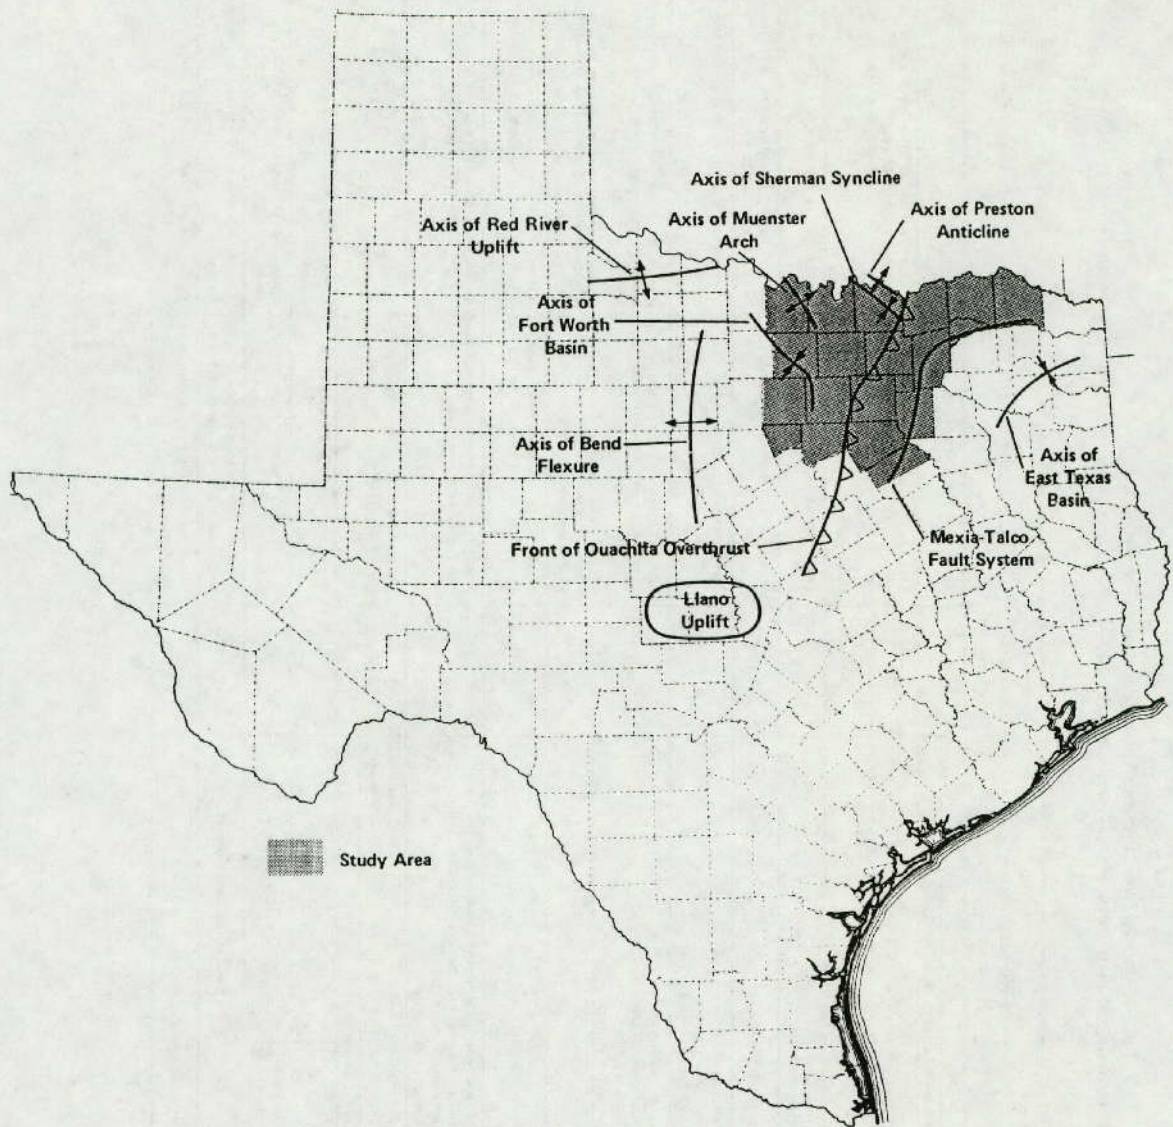 Axis of Sherman Syncline
Axis of Red River
Uplift
Axis of Muenster
Arch
Axis of Preston
Anticline
Axis of
Fort Worth
Basin
Axis of Bend
Flexure
Axis of
East Texas
Basin
Front of Ouachita Overthrust
Mexia-Talco
Fault System
Llano
Uplift
Study Area